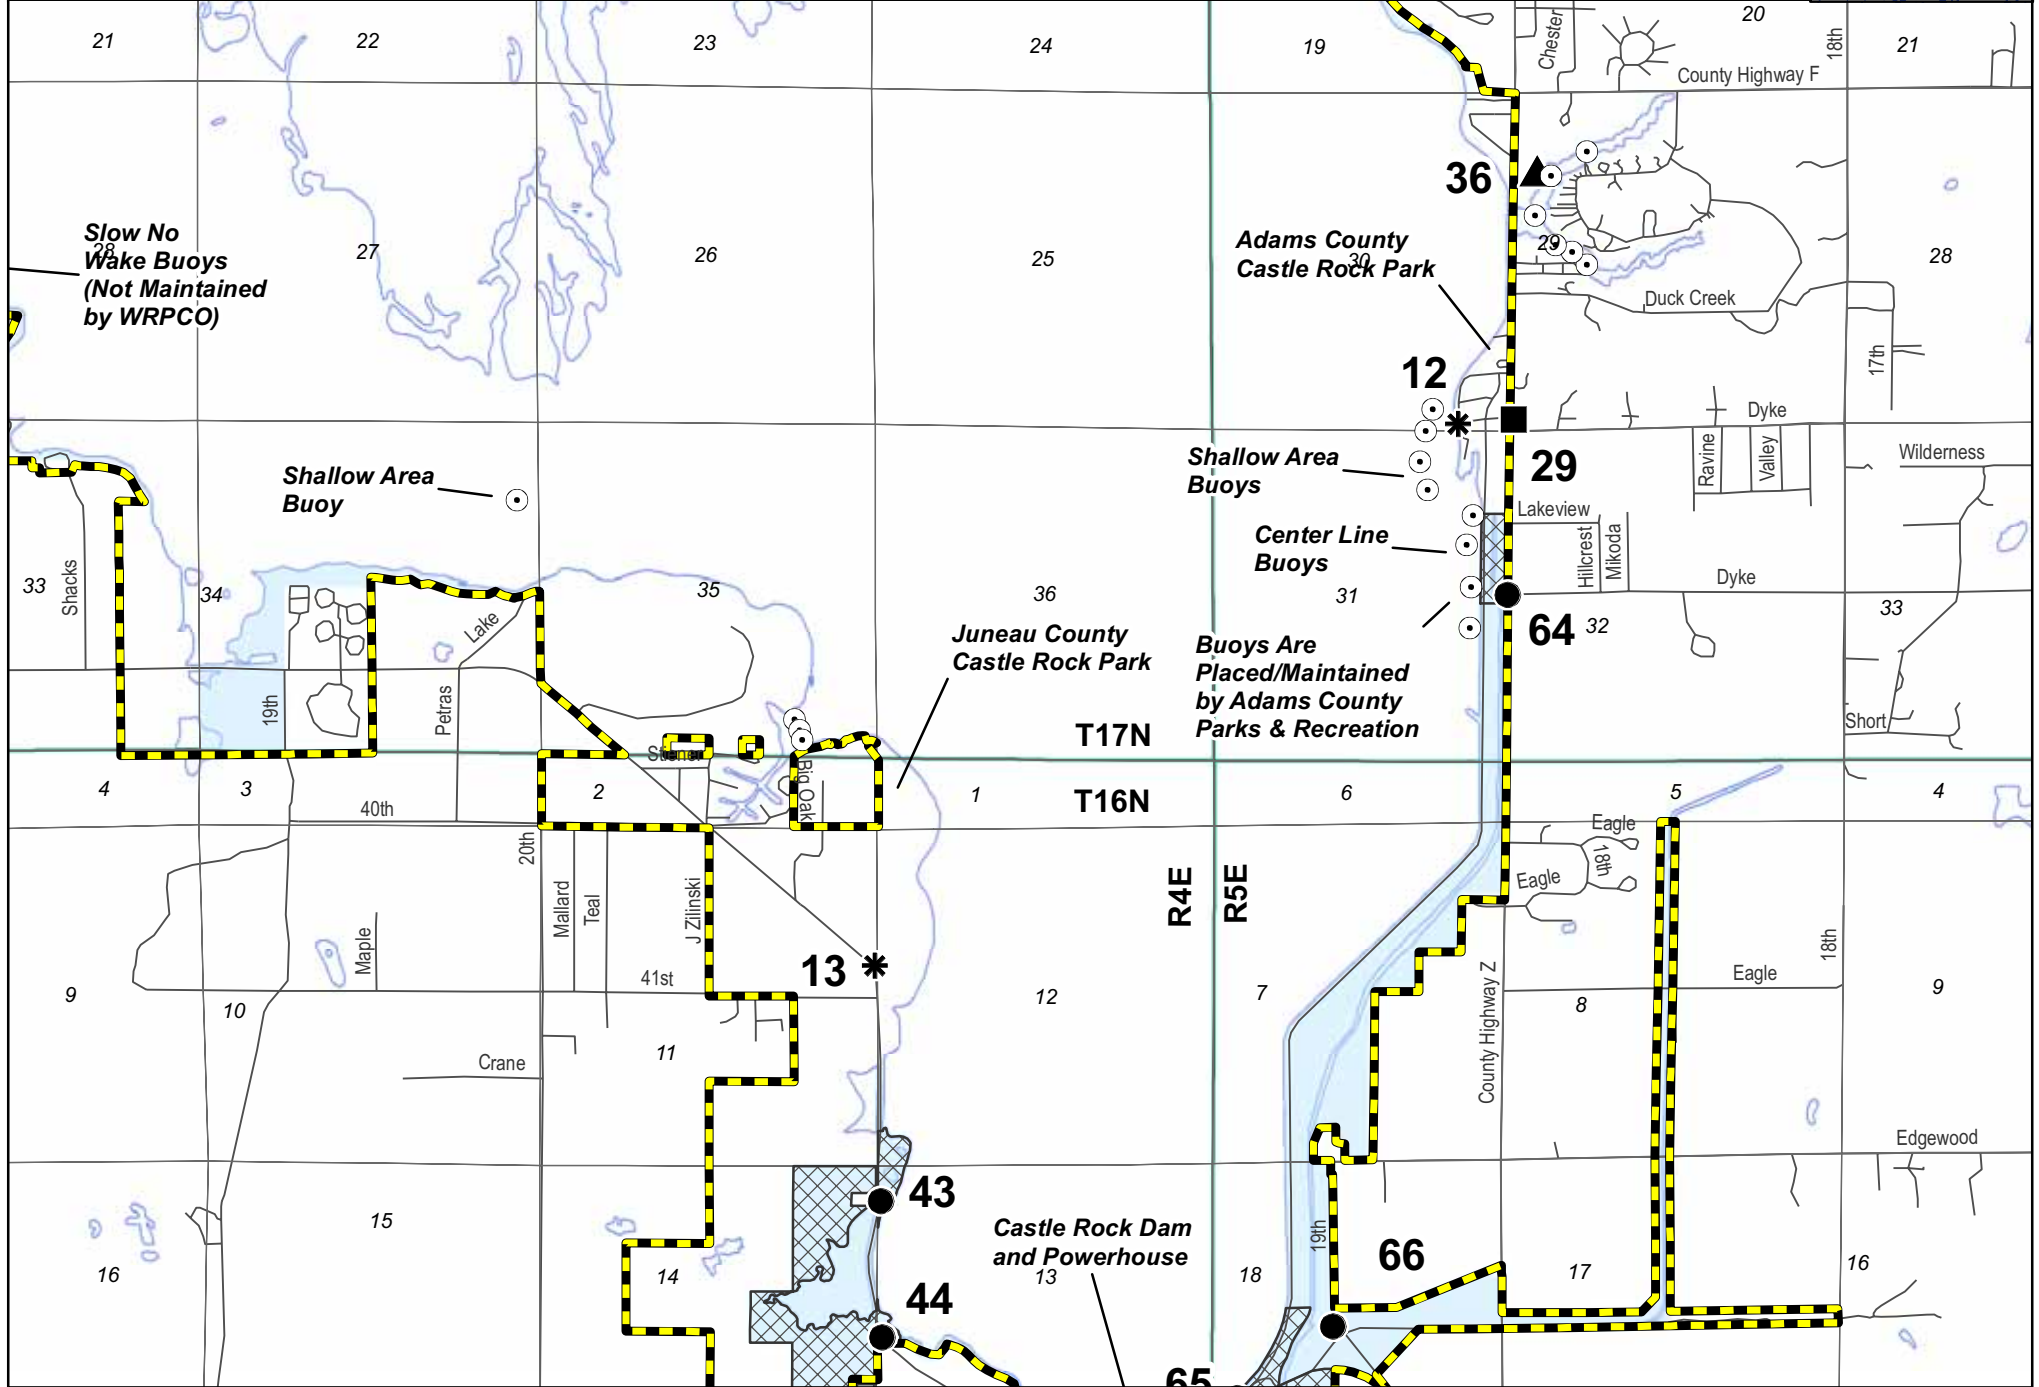 20
21
22
23
24
19
Chester
18th
21
County Highway F
36
Slow No
Wake Buoys
(Not Maintained
by WRPCO)
28
27
26
25
Adams County
Castle Rock Park
30
29
28
Duck Creek
17th
12
Dyke
Shallow Area
Buoy
Shallow Area
Buoys
29
Ravine
Valley
Wilderness
Lakeview
Center Line
Buoys
Hillcrest
Mikoda
Dyke
33
Shacks
34
35
36
31
64
32
33
Lake
Juneau County
Castle Rock Park
Buoys Are
Placed/Maintained
by Adams County
Parks & Recreation
19th
Petras
Short
T17N
Stiener
Big Oak
4
3
2
1
T16N
6
5
4
40th
20th
Eagle
18th
Eagle
Mallard
Teal
J Zilinski
R4E
R5E
Maple
13
41st
18th
Eagle
9
10
12
7
8
9
County Highway Z
11
Crane
Edgewood
43
15
Castle Rock Dam
and Powerhouse
19th
66
16
14
13
18
17
16
44
65